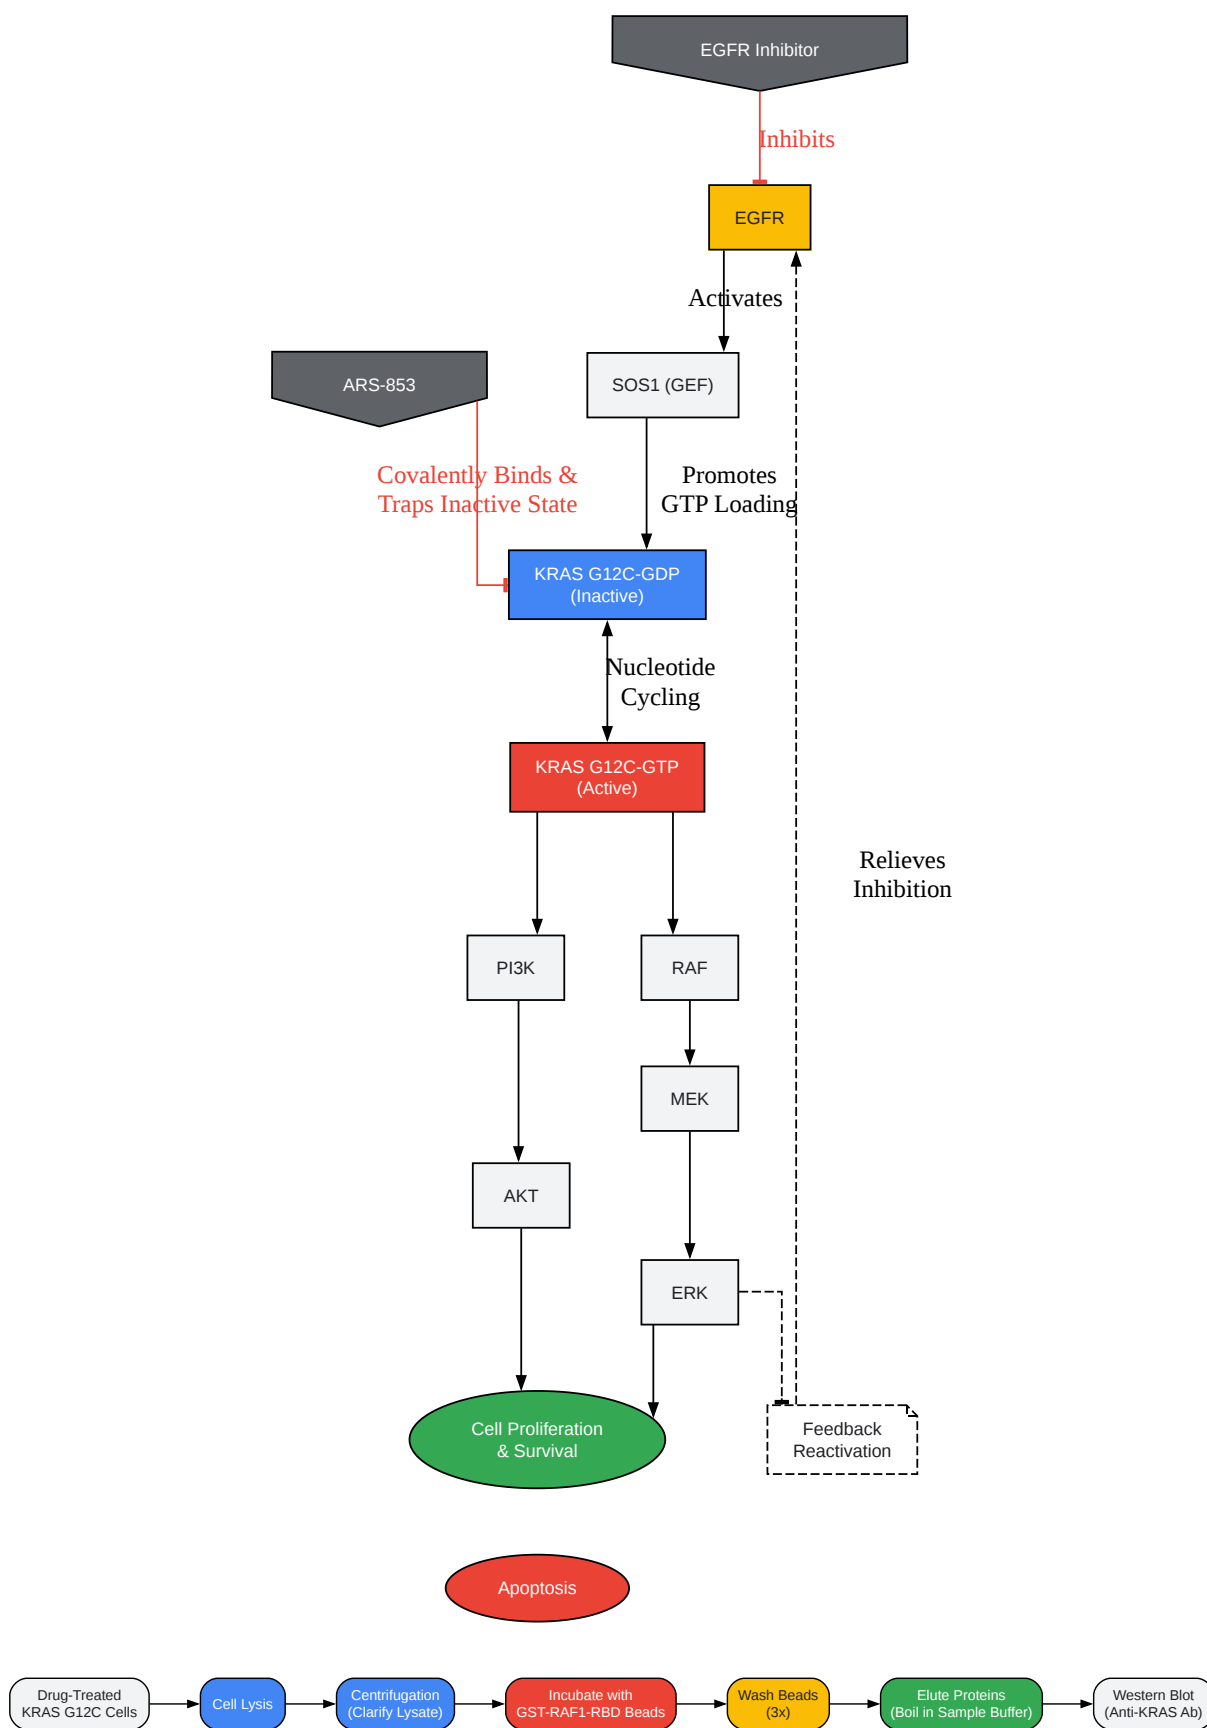 EGFR Inhibitor
Inhibits
EGFR
Activates
ARS-853
SOS1 (GEF)
Covalently Binds &
Traps Inactive State
Promotes
GTP Loading
KRAS G12C-GDP
(Inactive)
Nucleotide
Cycling
KRAS G12C-GTP
(Active)
Relieves
Inhibition
PI3K
RAF
MEK
AKT
ERK
Cell Proliferation
& Survival
Feedback
Reactivation
Apoptosis
Drug-Treated
KRAS G12C Cells
Cell Lysis
Centrifugation
(Clarify Lysate)
Incubate with
GST-RAF1-RBD Beads
Wash Beads
(3x)
Elute Proteins
(Boil in Sample Buffer)
Western Blot
(Anti-KRAS Ab)